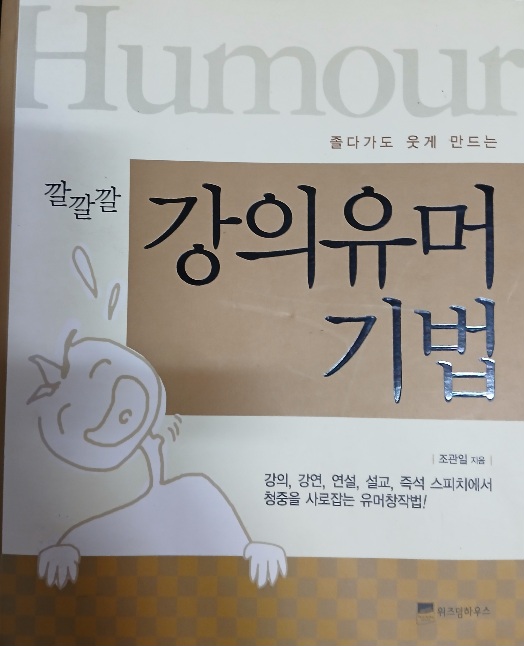 Humour
졸다가도 웃게 만드는
깔깔깔
강의유머
기법
| 조관일 지음 |
강의, 강연, 연설, 설교, 즉석 스피치에서
청중을 사로잡는 유머창작법!
위즈덤하우스